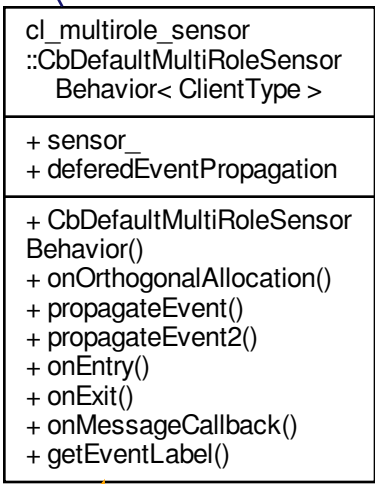 cl_multirole_sensor
::CbDefaultMultiRoleSensor
Behavior< ClientType >
+ sensor_
+ deferedEventPropagation
+ CbDefaultMultiRoleSensor
Behavior()
+ onOrthogonalAllocation()
+ propagateEvent()
+ propagateEvent2()
+ onEntry()
+ onExit()
+ onMessageCallback()
+ getEventLabel()